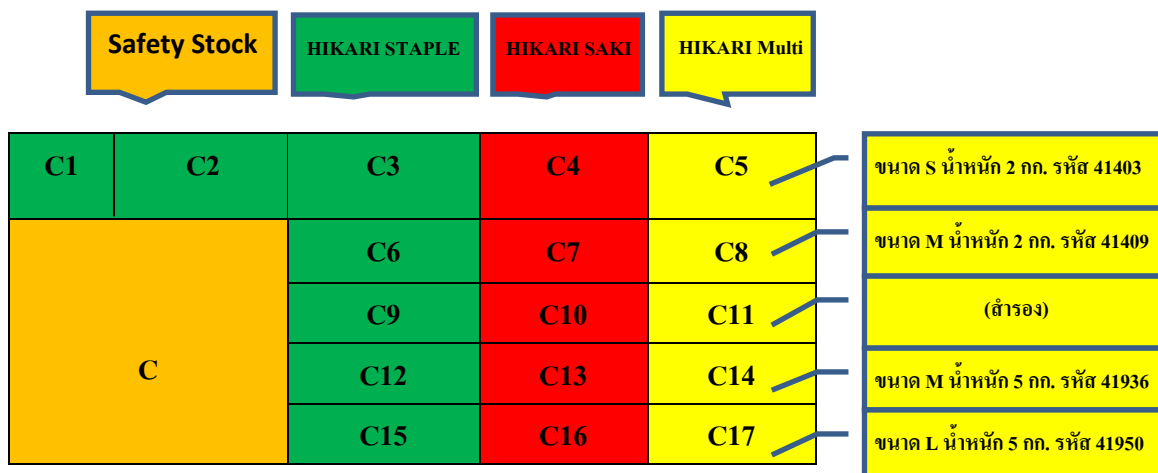 Safety Stock
HIKARI STAPLE
HIKARI SAKI
HIKARI Multi
C1 C2 C3 C4 C5
ขนาด S น้ำหนัก 2 กก. รหัส 41403
C6 C7 C8
ขนาด M น้ำหนัก 2 กก. รหัส 41409
C9 C10 C11
(สำรอง)
C
C12 C13 C14
ขนาด M น้ำหนัก 5 กก. รหัส 41936
C15 C16 C17
ขนาด L น้ำหนัก 5 กก. รหัส 41950